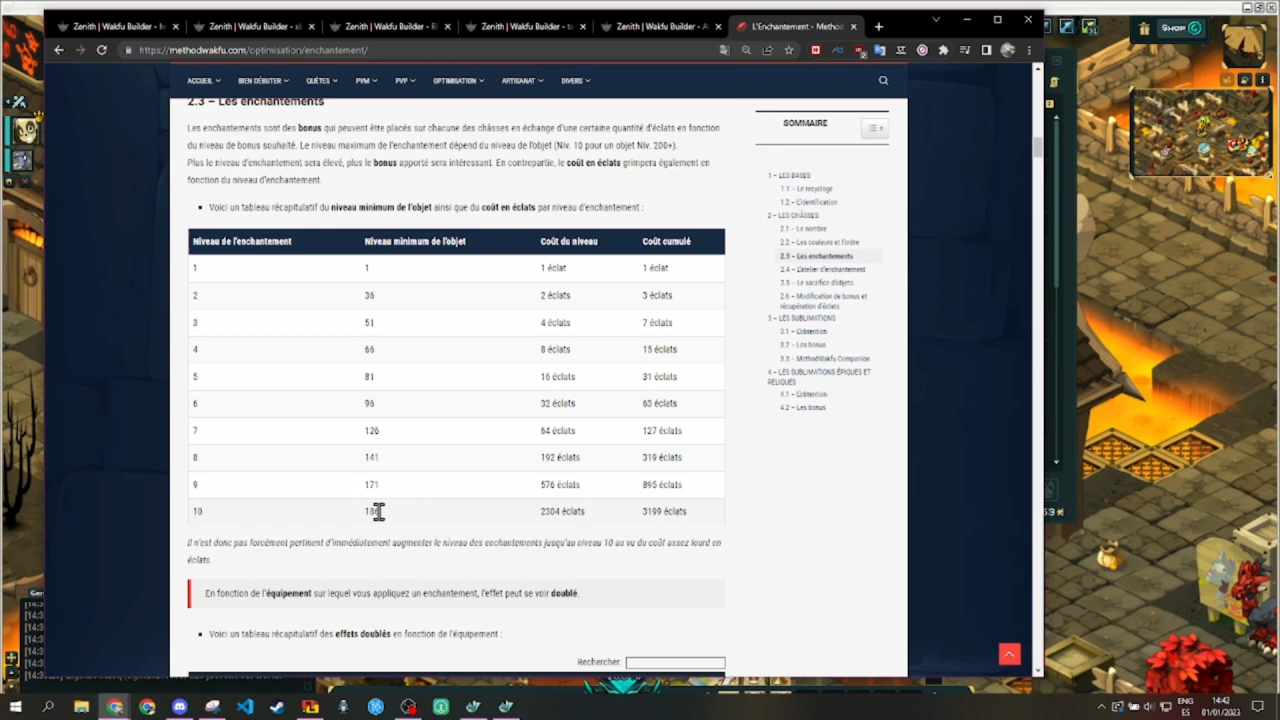 Zenith | Wakfu Builder
Zenith | Wakfu Builder
Zenith | Wakfu Builder
Zenith | Wakfu Builder
Zenith | Wakfu Builder
L'Enchantement - Method
https://methodwakfu.com/optimisation/enchantement/
SHOP
ACCUEIL
BIEN DÉBUTER
QUÊTES
PVM
PVP
OPTIMISATION
ARTISANAT
DIVERS
2.3 – Les enchantements
Les enchantements sont des bonus qui peuvent être placés sur chacune des châsses en échange d'une certaine quantité d'éclats en fonction
du niveau de bonus souhaité. Le niveau maximum de l'enchantement dépend du niveau de l'objet (Niv. 10 pour un objet Niv. 200+).
Plus le niveau d'enchantement sera élevé, plus le bonus apporté sera intéressant. En contrepartie, le coût en éclats grimpera également en
fonction du niveau d'enchantement.
Voici un tableau récapitulatif du niveau minimum de l'objet ainsi que du coût en éclats par niveau d'enchantement :
Niveau de l'enchantement Niveau minimum de l'objet Coût du niveau Coût cumulé
1 1 1 éclat 1 éclat
2 36 2 éclats 3 éclats
3 51 4 éclats 7 éclats
4 66 8 éclats 15 éclats
5 81 16 éclats 31 éclats
6 96 32 éclats 63 éclats
7 126 64 éclats 127 éclats
8 141 192 éclats 319 éclats
9 171 576 éclats 895 éclats
10 186 2304 éclats 3199 éclats
Il n'est donc pas forcément pertinent d'immédiatement augmenter le niveau des enchantements jusqu'au niveau 10 au vu du coût assez lourd en
éclats.
En fonction de l'équipement sur lequel vous appliquez un enchantement, l'effet peut se voir doublé.
Voici un tableau récapitulatif des effets doublés en fonction de l'équipement :
Rechercher:
SOMMAIRE
1 – LES BASES
1.1 – Le recyclage
1.2 – L'identification
2 – LES CHÂSSES
2.1 – Le nombre
2.2 – Les couleurs et l'ordre
2.3 – Les enchantements
2.4 – L'atelier d'enchantement
2.5 – Le sacrifice d'objets
2.6 – Modification de bonus et
récupération d'éclats
3 – LES SUBLIMATIONS
3.1 – L'obtention
3.2 – Les bonus
3.3 – MethodWakfu Companion
4 – LES SUBLIMATIONS ÉPIQUES ET
RELIQUES
4.1 – L'obtention
4.2 – Les bonus
ENG
ES
14:42
01/01/2023